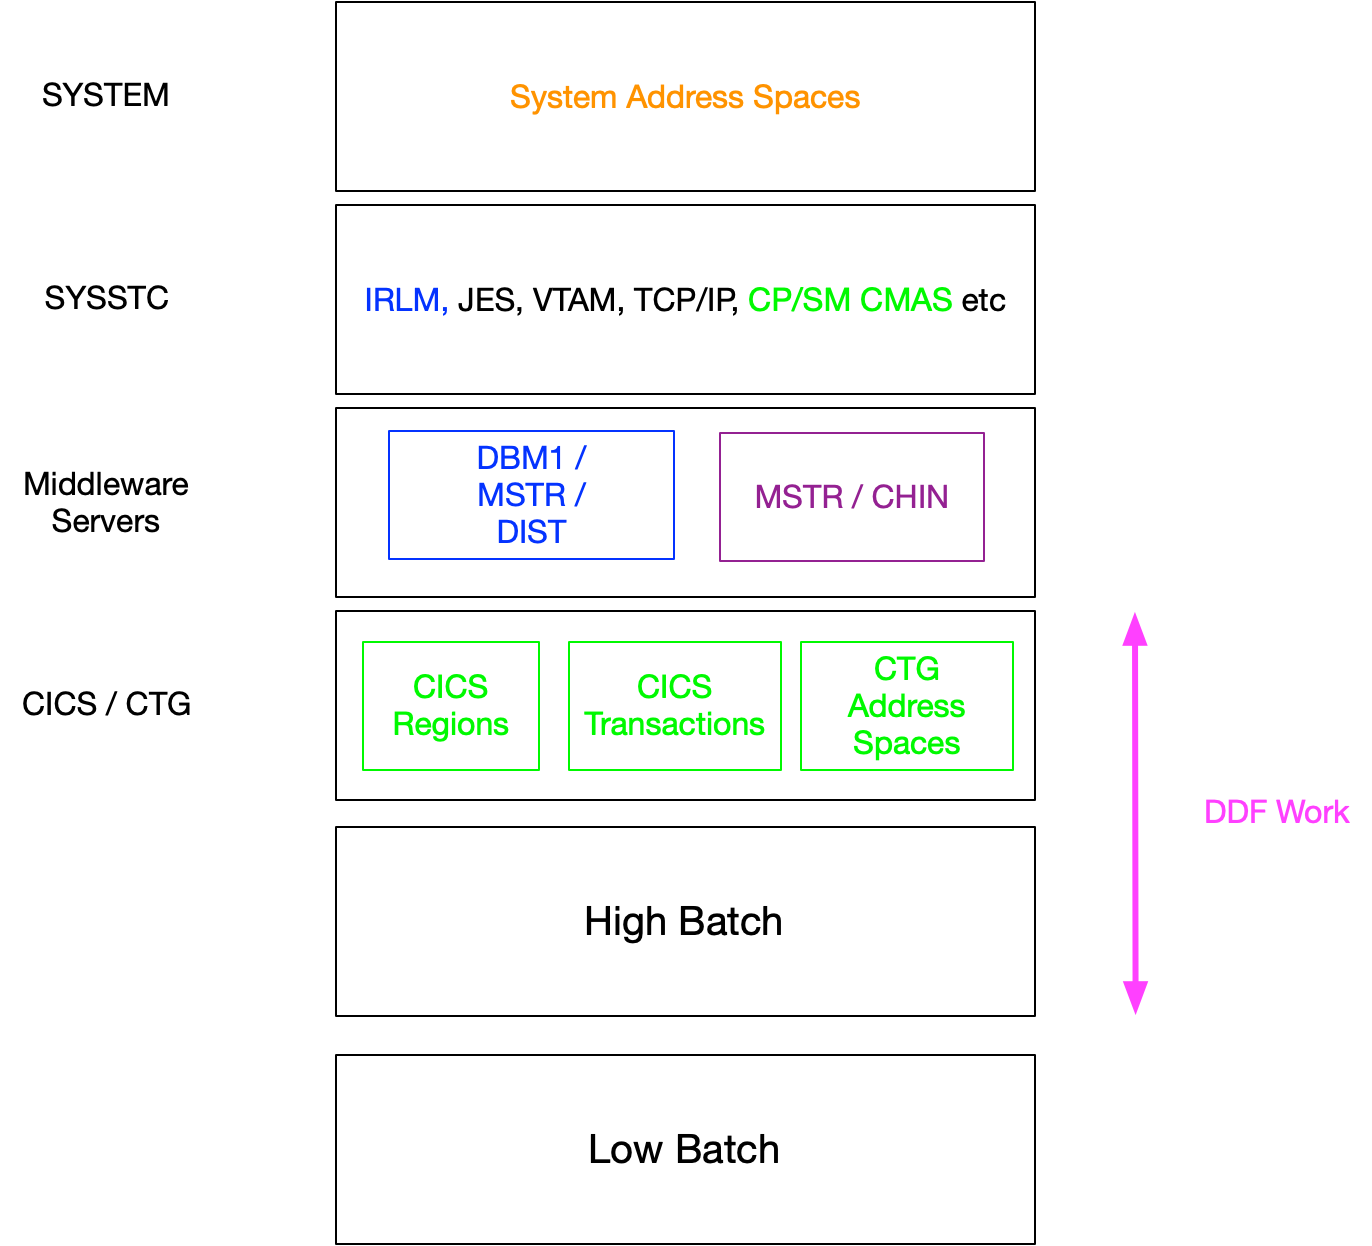 SYSTEM
System Address Spaces
SYSSTC
IRLM, JES, VTAM, TCP/IP, CP/SM CMAS etc
Middleware
Servers
DBM1 /
MSTR /
DIST
MSTR / CHIN
CICS / CTG
CICS
Regions
CICS
Transactions
CTG
Address
Spaces
DDF Work
High Batch
Low Batch